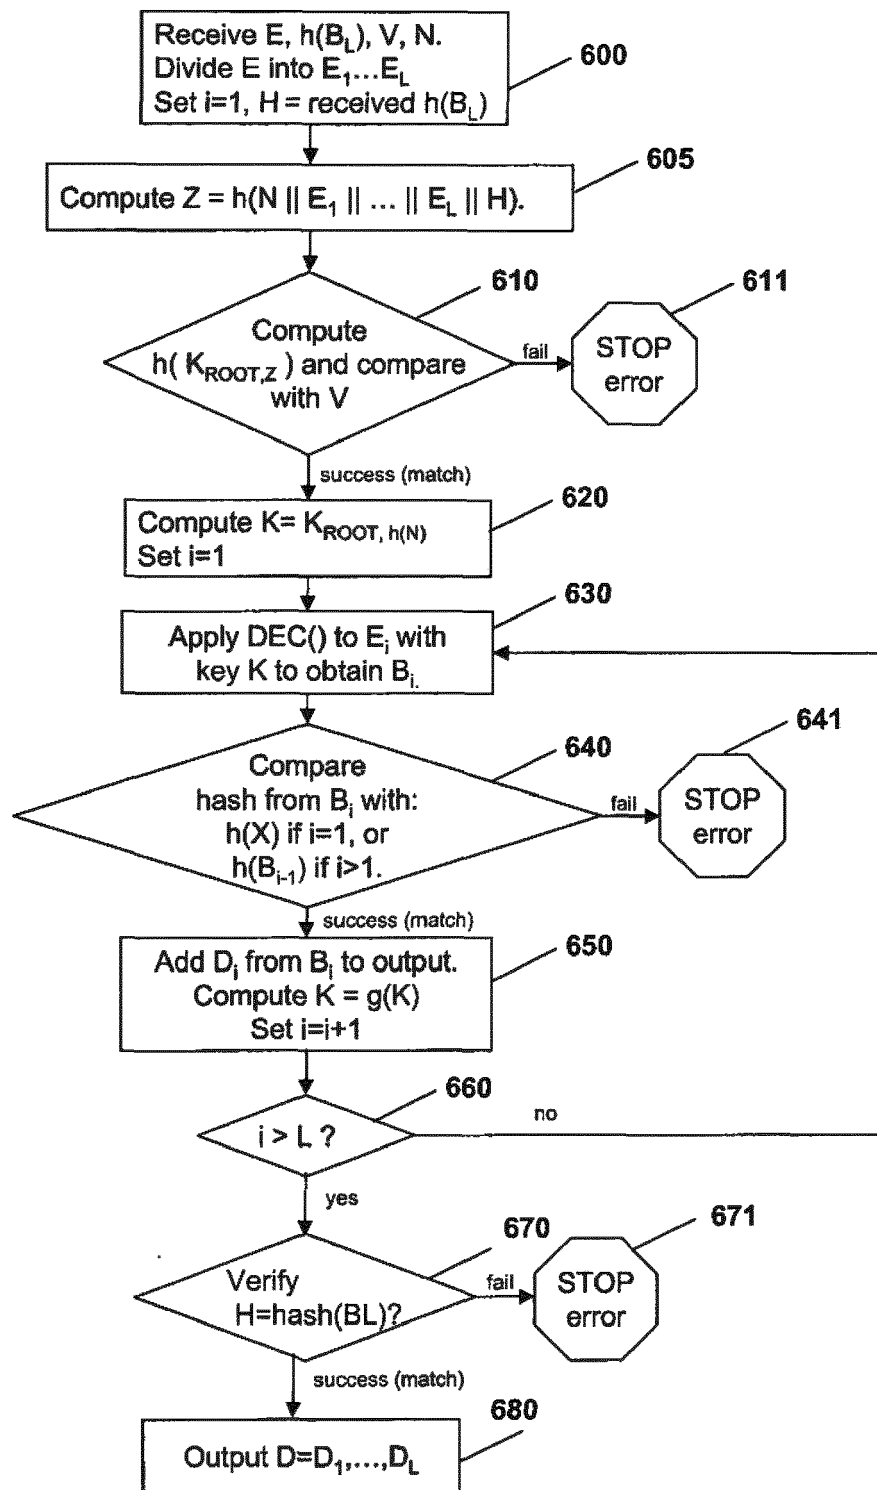 Receive E, h(B_L), V, N.
Divide E into E_1...E_L
Set i=1, H = received h(B_L)
600
605
Compute Z = h(N || E_1 || ... || E_L || H).
610
611
Compute
h( K_ROOT,Z ) and compare
with V
fail
STOP
error
success (match)
620
Compute K= K_ROOT, h(N)
Set i=1
630
Apply DEC() to E_i with
key K to obtain B_i.
640
641
Compare
hash from B_i with:
h(X) if i=1, or
h(B_i-1) if i>1.
fail
STOP
error
success (match)
650
Add D_i from B_i to output.
Compute K = g(K)
Set i=i+1
660
i > L ?
no
yes
670
671
Verify
H=hash(BL)?
fail
STOP
error
success (match)
680
Output D=D_1,...,D_L